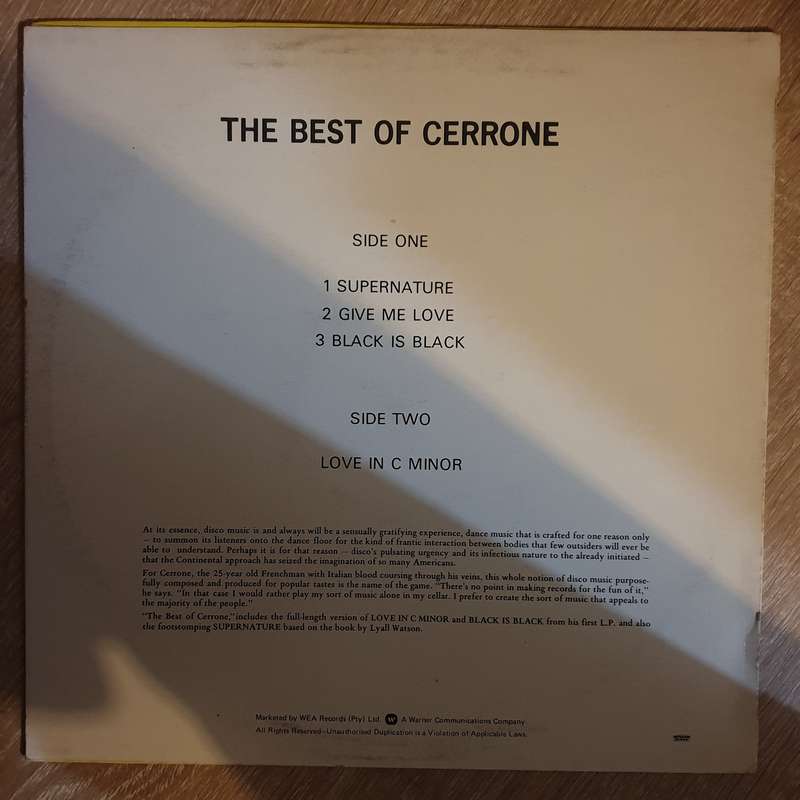 THE BEST OF CERRONE
SIDE ONE
1 SUPERNATURE
2 GIVE ME LOVE
3 BLACK IS BLACK
SIDE TWO
LOVE IN C MINOR
At its essence, disco music is and always will be a sensually gratifying experience, dance music that is crafted for one reason only
— to summon its listeners onto the dance floor for the kind of frantic interaction between bodies that few outsiders will ever be
able to understand. Perhaps it is for that reason — disco's pulsating urgency and its infectious nature to the already initiated —
that the Continental approach has seized the imagination of so many Americans.
For Cerrone, the 25-year old Frenchman with Italian blood coursing through his veins, this whole notion of disco music purpose-
fully composed and produced for popular tastes is the name of the game. "There's no point in making records for the fun of it,"
he says. "In that case I would rather play my sort of music alone in my cellar. I prefer to create the sort of music that appeals to
the majority of the people."
"The Best of Cerrone,"includes the full-length version of LOVE IN C MINOR and BLACK IS BLACK from his first L.P. and also
the footstomping SUPERNATURE based on the book by Lyall Watson.
Marketed by WEA Records (Pty) Ltd. W A Warner Communications Company
All Rights Reserved—Unauthorised Duplication is a Violation of Applicable Laws.